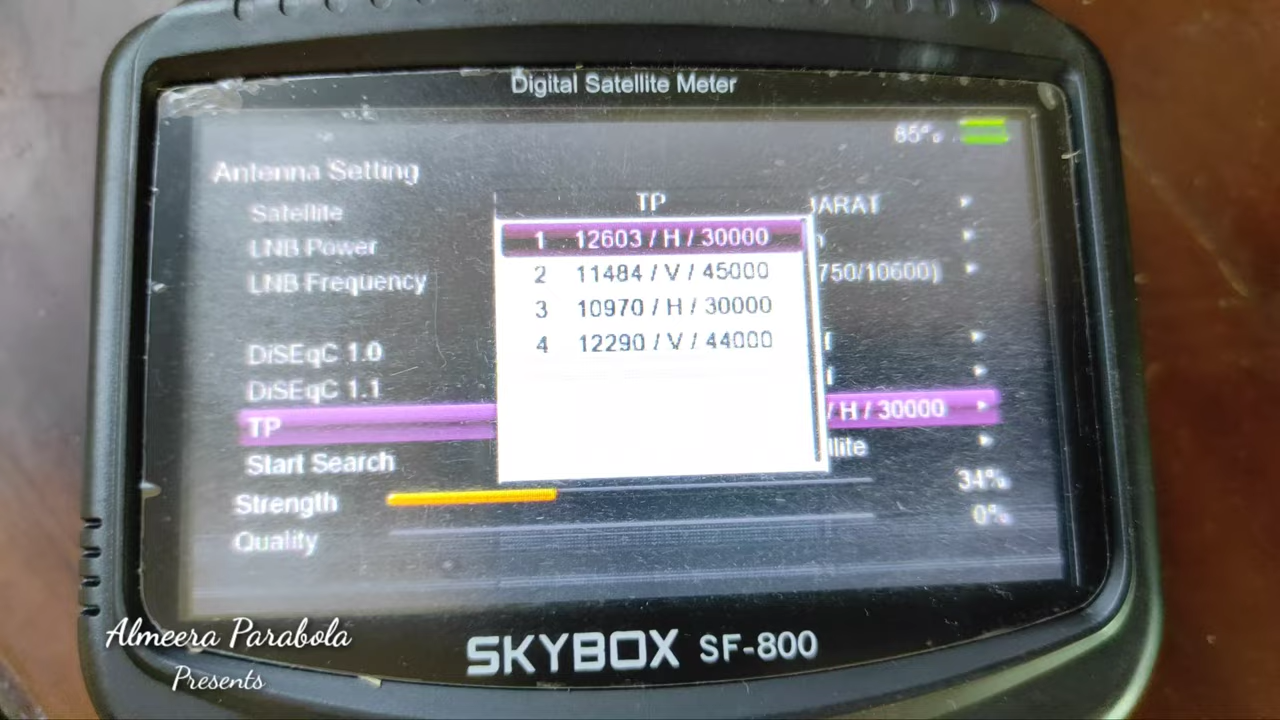 Digital Satellite Meter
85%
Antenna Setting
TP
Satellite
LNB Power
LNB Frequency 750/10600)
1 12603 / H / 30000
2 11484 / V / 45000
3 10970 / H / 30000
4 12290 / V / 44000
DiSEqC 1.0
DiSEqC 1.1
TP / H / 30000
Start Search
Strength 34%
Quality 0%
SKYBOX SF-800
Almeera Parabola
Presents